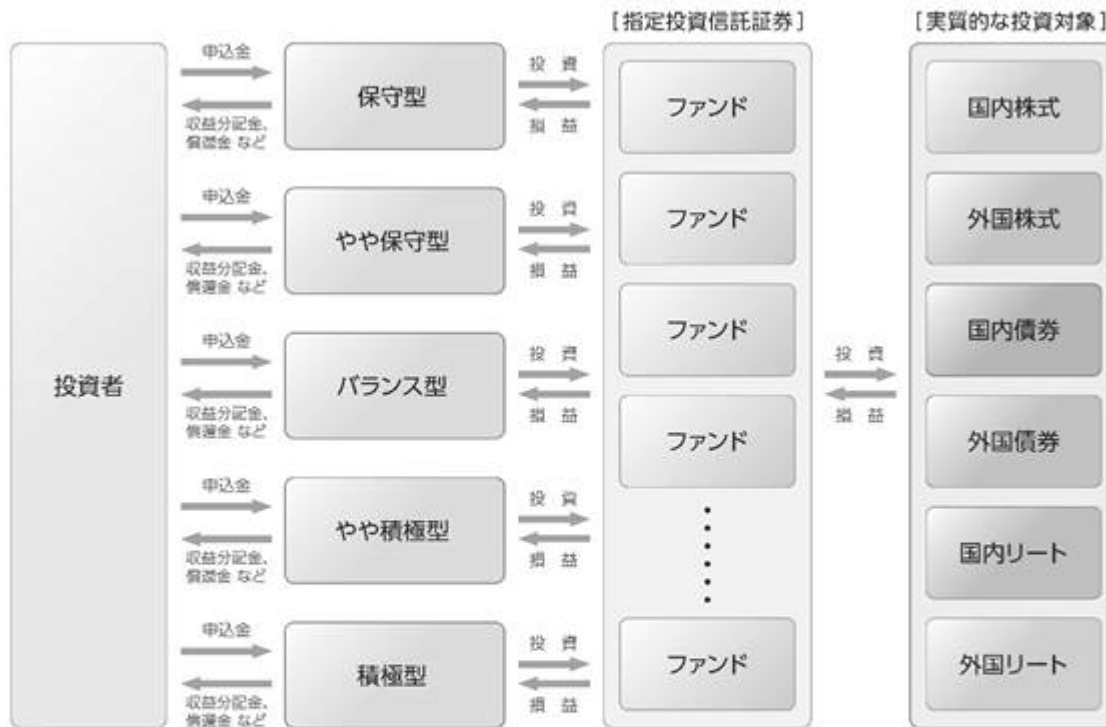 [指定投資信託証券]
[実質的な投資対象]
投資者
申込金
収益分配金、
償還金 など
保守型
投 資
損 益
申込金
収益分配金、
償還金 など
やや保守型
投 資
損 益
申込金
収益分配金、
償還金 など
バランス型
投 資
損 益
申込金
収益分配金、
償還金 など
やや積極型
投 資
損 益
申込金
収益分配金、
償還金 など
積極型
投 資
損 益
ファンド
ファンド
ファンド
ファンド
ファンド
投 資
損 益
国内株式
外国株式
国内債券
外国債券
国内リート
外国リート